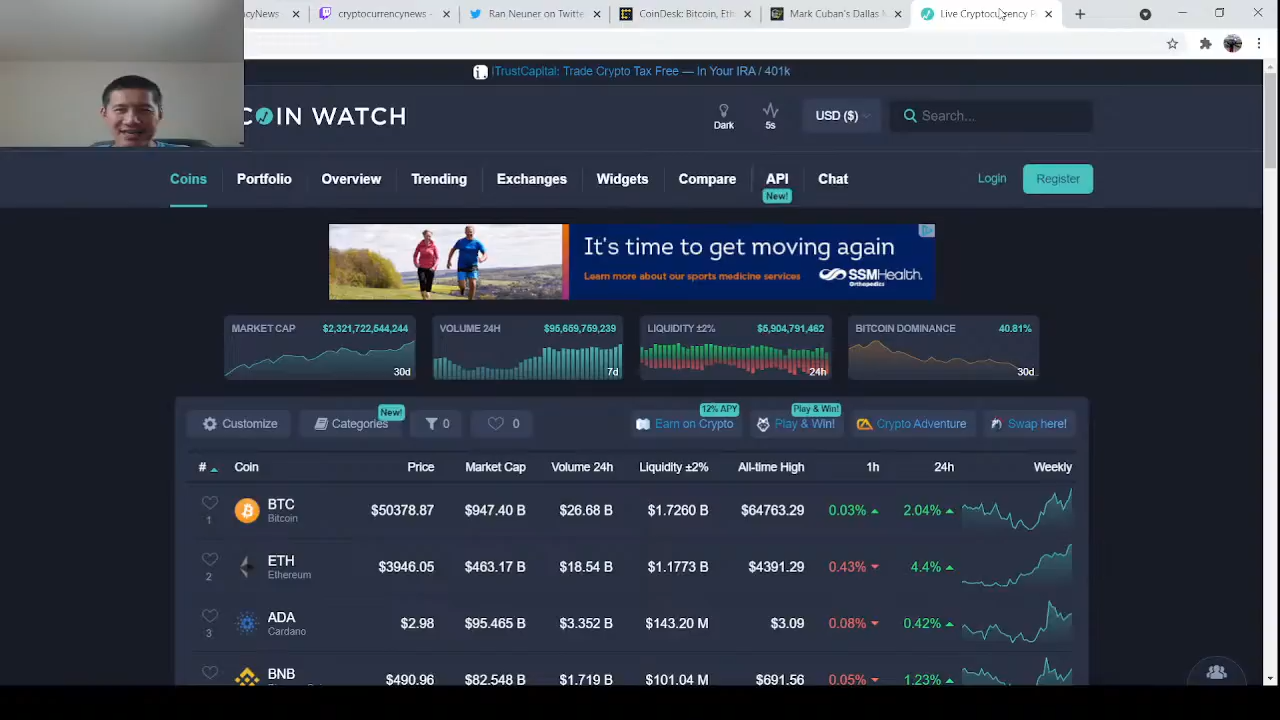 acyNews
cryptocurrencynews -
Ran Neuner on Twitte
CoinDesk: Bitcoin, Eth
Mark Cuban's Dallas M
Live Cryptocurrency P
iTrustCapital: Trade Crypto Tax Free — In Your IRA / 401k
COIN WATCH
Dark
5s
USD ($)
Search...
Coins
Portfolio
Overview
Trending
Exchanges
Widgets
Compare
API
New!
Chat
Login
Register
It's time to get moving again
Learn more about our sports medicine services
SSMHealth.
Orthopedics
MARKET CAP $2,321,722,544,244
30d
VOLUME 24H $95,659,759,239
7d
LIQUIDITY ±2% $5,904,791,462
24h
BITCOIN DOMINANCE 40.81%
30d
Customize
Categories
New!
0
0
12% APY
Earn on Crypto
Play & Win!
Play & Win!
Crypto Adventure
Swap here!
# Coin Price Market Cap Volume 24h Liquidity ±2% All-time High 1h 24h Weekly
1 BTC Bitcoin $50378.87 $947.40 B $26.68 B $1.7260 B $64763.29 0.03% 2.04%
2 ETH Ethereum $3946.05 $463.17 B $18.54 B $1.1773 B $4391.29 0.43% 4.4%
3 ADA Cardano $2.98 $95.465 B $3.352 B $143.20 M $3.09 0.08% 0.42%
BNB $490.96 $82.548 B $1.719 B $101.04 M $691.56 0.05% 1.23%